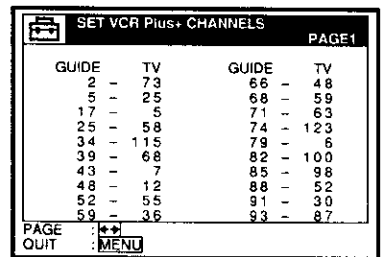 SET VCR Plus+ CHANNELS
PAGE1
GUIDE TV GUIDE TV
2 – 73 66 – 48
5 – 25 68 – 59
17 – 5 71 – 63
25 – 58 74 – 123
34 – 115 79 – 6
39 – 68 82 – 100
43 – 7 85 – 98
48 – 12 88 – 52
52 – 55 91 – 30
59 – 36 93 – 87
PAGE : ↔
QUIT : MENU